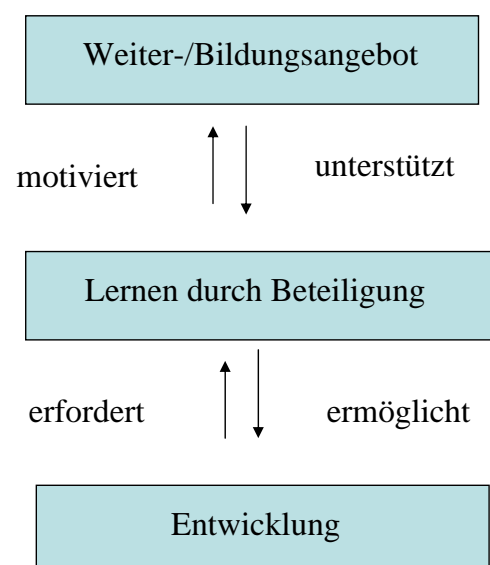 Weiter-/Bildungsangebot
motiviert
unterstützt
Lernen durch Beteiligung
erfordert
ermöglicht
Entwicklung